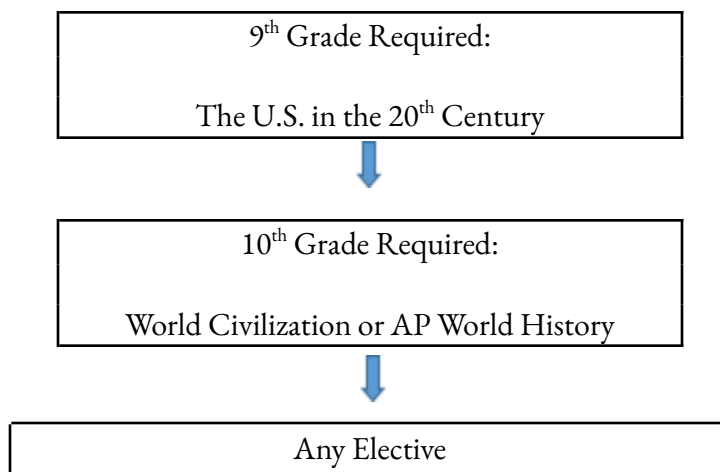 9th Grade Required:
The U.S. in the 20th Century
10th Grade Required:
World Civilization or AP World History
Any Elective